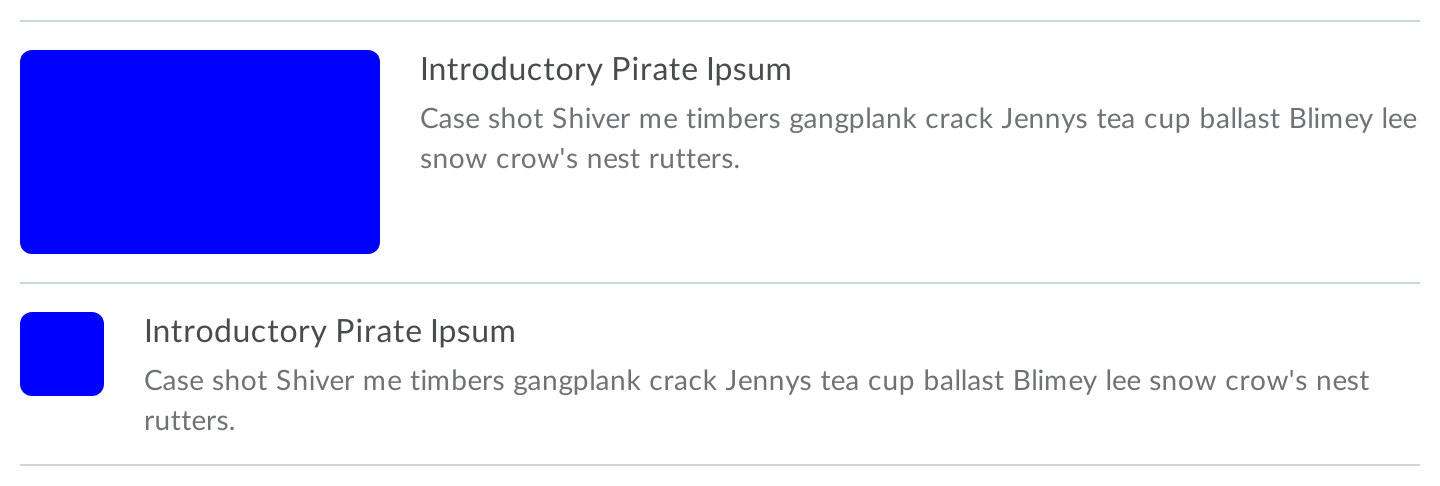 Introductory Pirate Ipsum
Case shot Shiver me timbers gangplank crack Jennys tea cup ballast Blimey lee
snow crow's nest rutters.
Introductory Pirate Ipsum
Case shot Shiver me timbers gangplank crack Jennys tea cup ballast Blimey lee snow crow's nest
rutters.